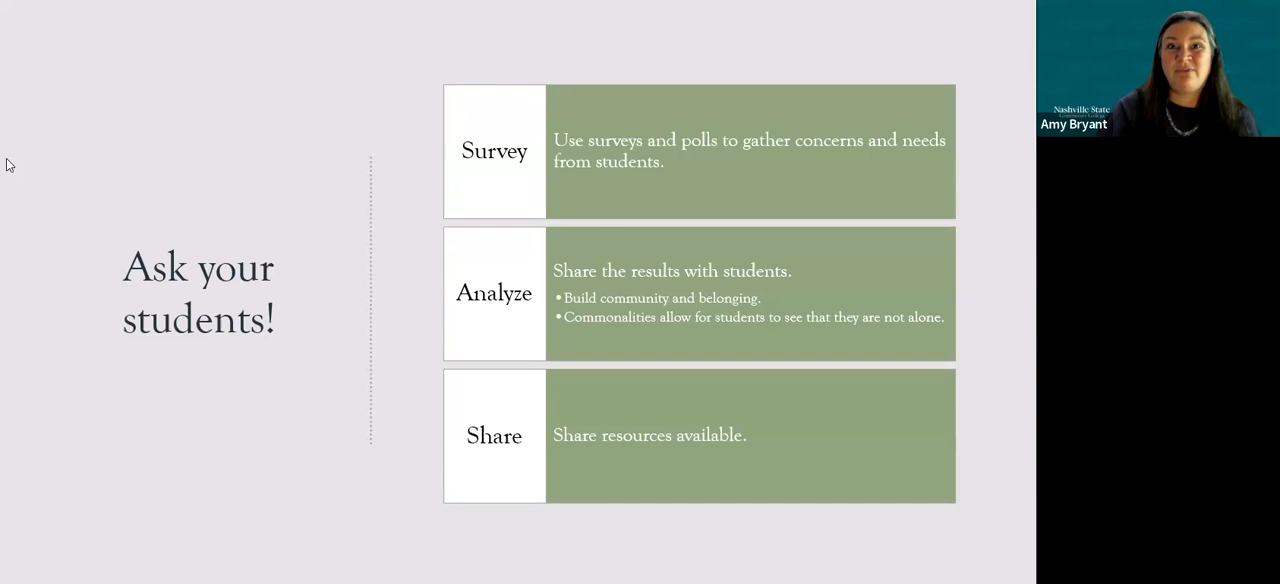 Ask your
students!
Survey
Use surveys and polls to gather concerns and needs
from students.
Analyze
Share the results with students.
•Build community and belonging.
•Commonalities allow for students to see that they are not alone.
Share
Share resources available.
Nashville State
Community College
Amy Bryant